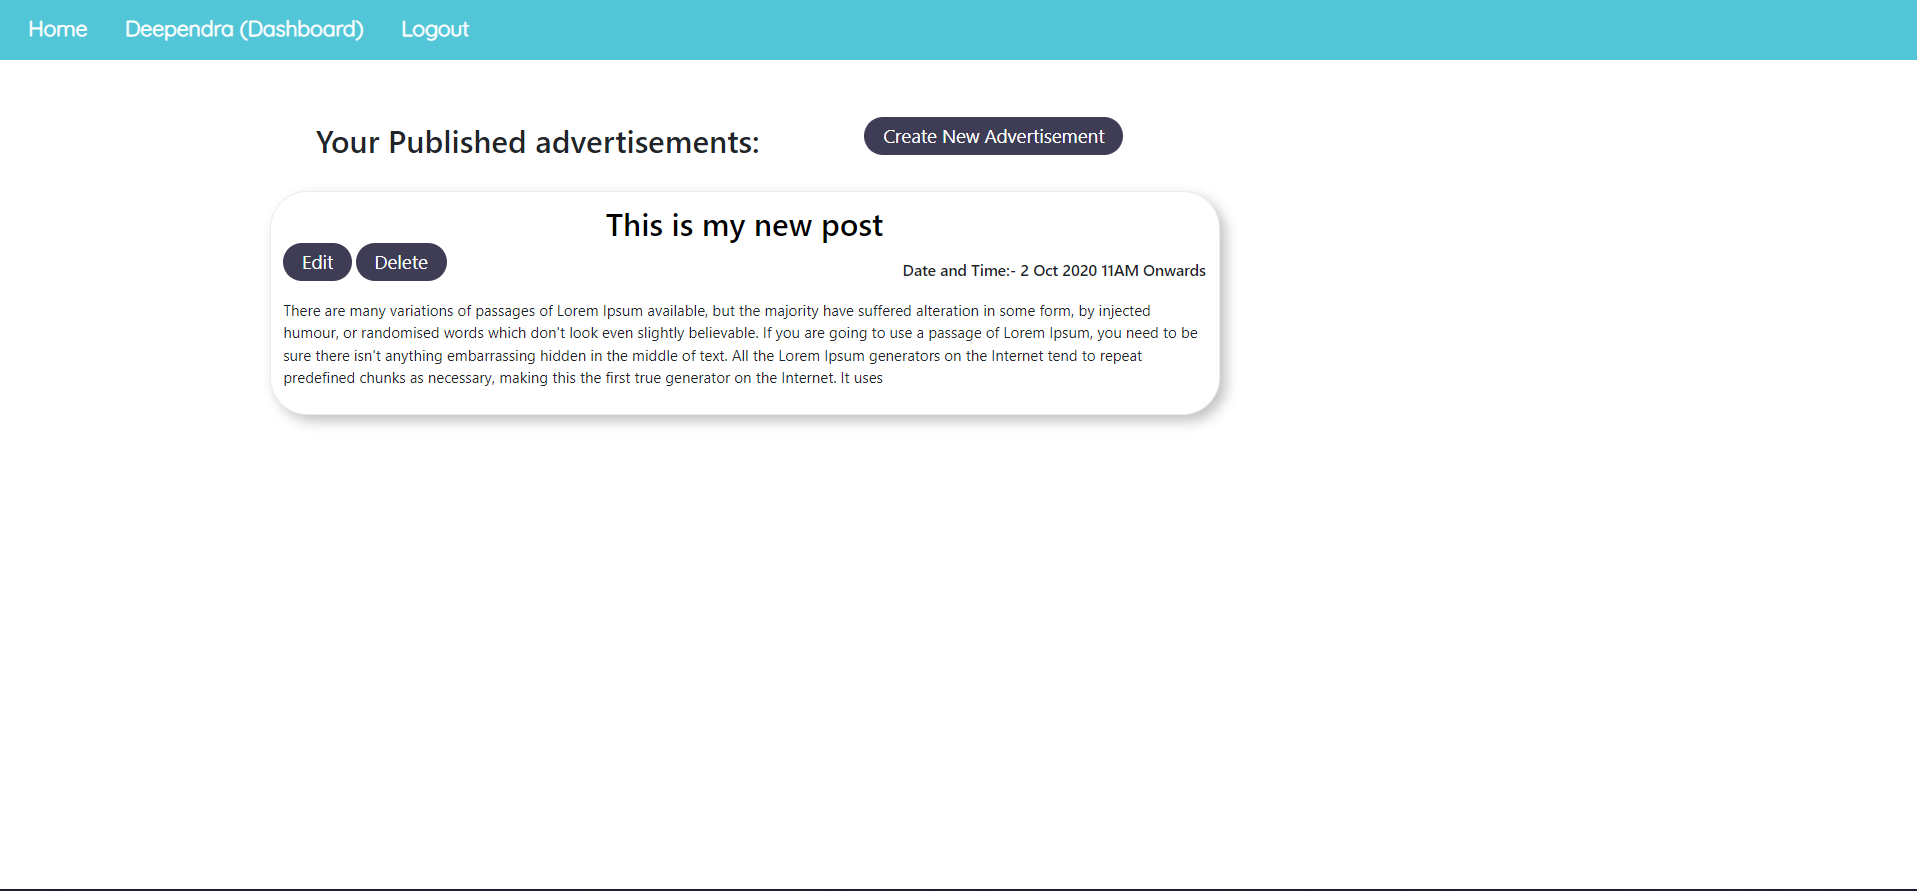 Home Deependra (Dashboard) Logout
Your Published advertisements:
Create New Advertisement
This is my new post
Edit Delete
Date and Time:- 2 Oct 2020 11AM Onwards
There are many variations of passages of Lorem Ipsum available, but the majority have suffered alteration in some form, by injected
humour, or randomised words which don't look even slightly believable. If you are going to use a passage of Lorem Ipsum, you need to be
sure there isn't anything embarrassing hidden in the middle of text. All the Lorem Ipsum generators on the Internet tend to repeat
predefined chunks as necessary, making this the first true generator on the Internet. It uses